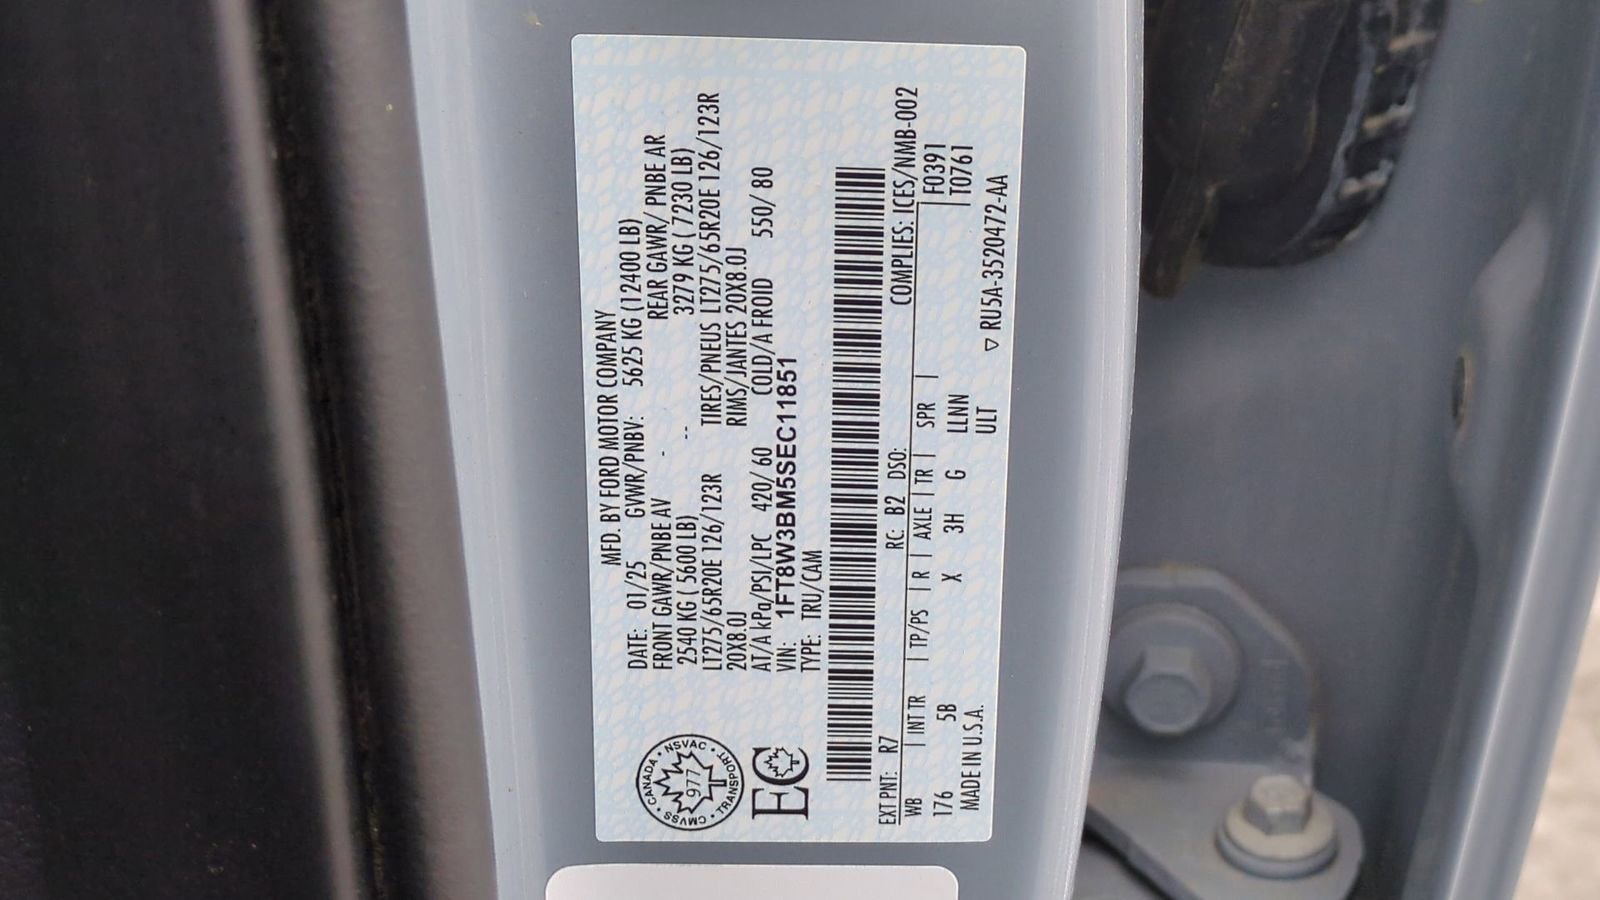 MFD. BY FORD MOTOR COMPANY
DATE: 01/25 GVWR/PNBV: 5625 KG (12400 LB)
FRONT GAWR/PNBE AV REAR GAWR/ PNBE AR
2540 KG ( 5600 LB) -- 3279 KG ( 7230 LB)
LT275/65R20E 126/123R TIRES/PNEUS LT275/65R20E 126/123R
20X8.0J RIMS/JANTES 20X8.0J
AT/A kPa/PSI/LPC 420/ 60 COLD/A FROID 550/ 80
VIN: 1FT8W3BM5SEC11851
TYPE: TRU/CAM
CANADA • NSVAC • TRANSPORT • CMVSS •
977
EC
COMPLIES: ICES/NMB-002
EXT PNT: R7 RC: B2 DSO:
WB | INT TR | TP/PS | R | AXLE | TR | SPR | F0391
176 5B X 3H G LLNN T0761
MADE IN U.S.A. ULT
▽ RU5A-3520472-AA